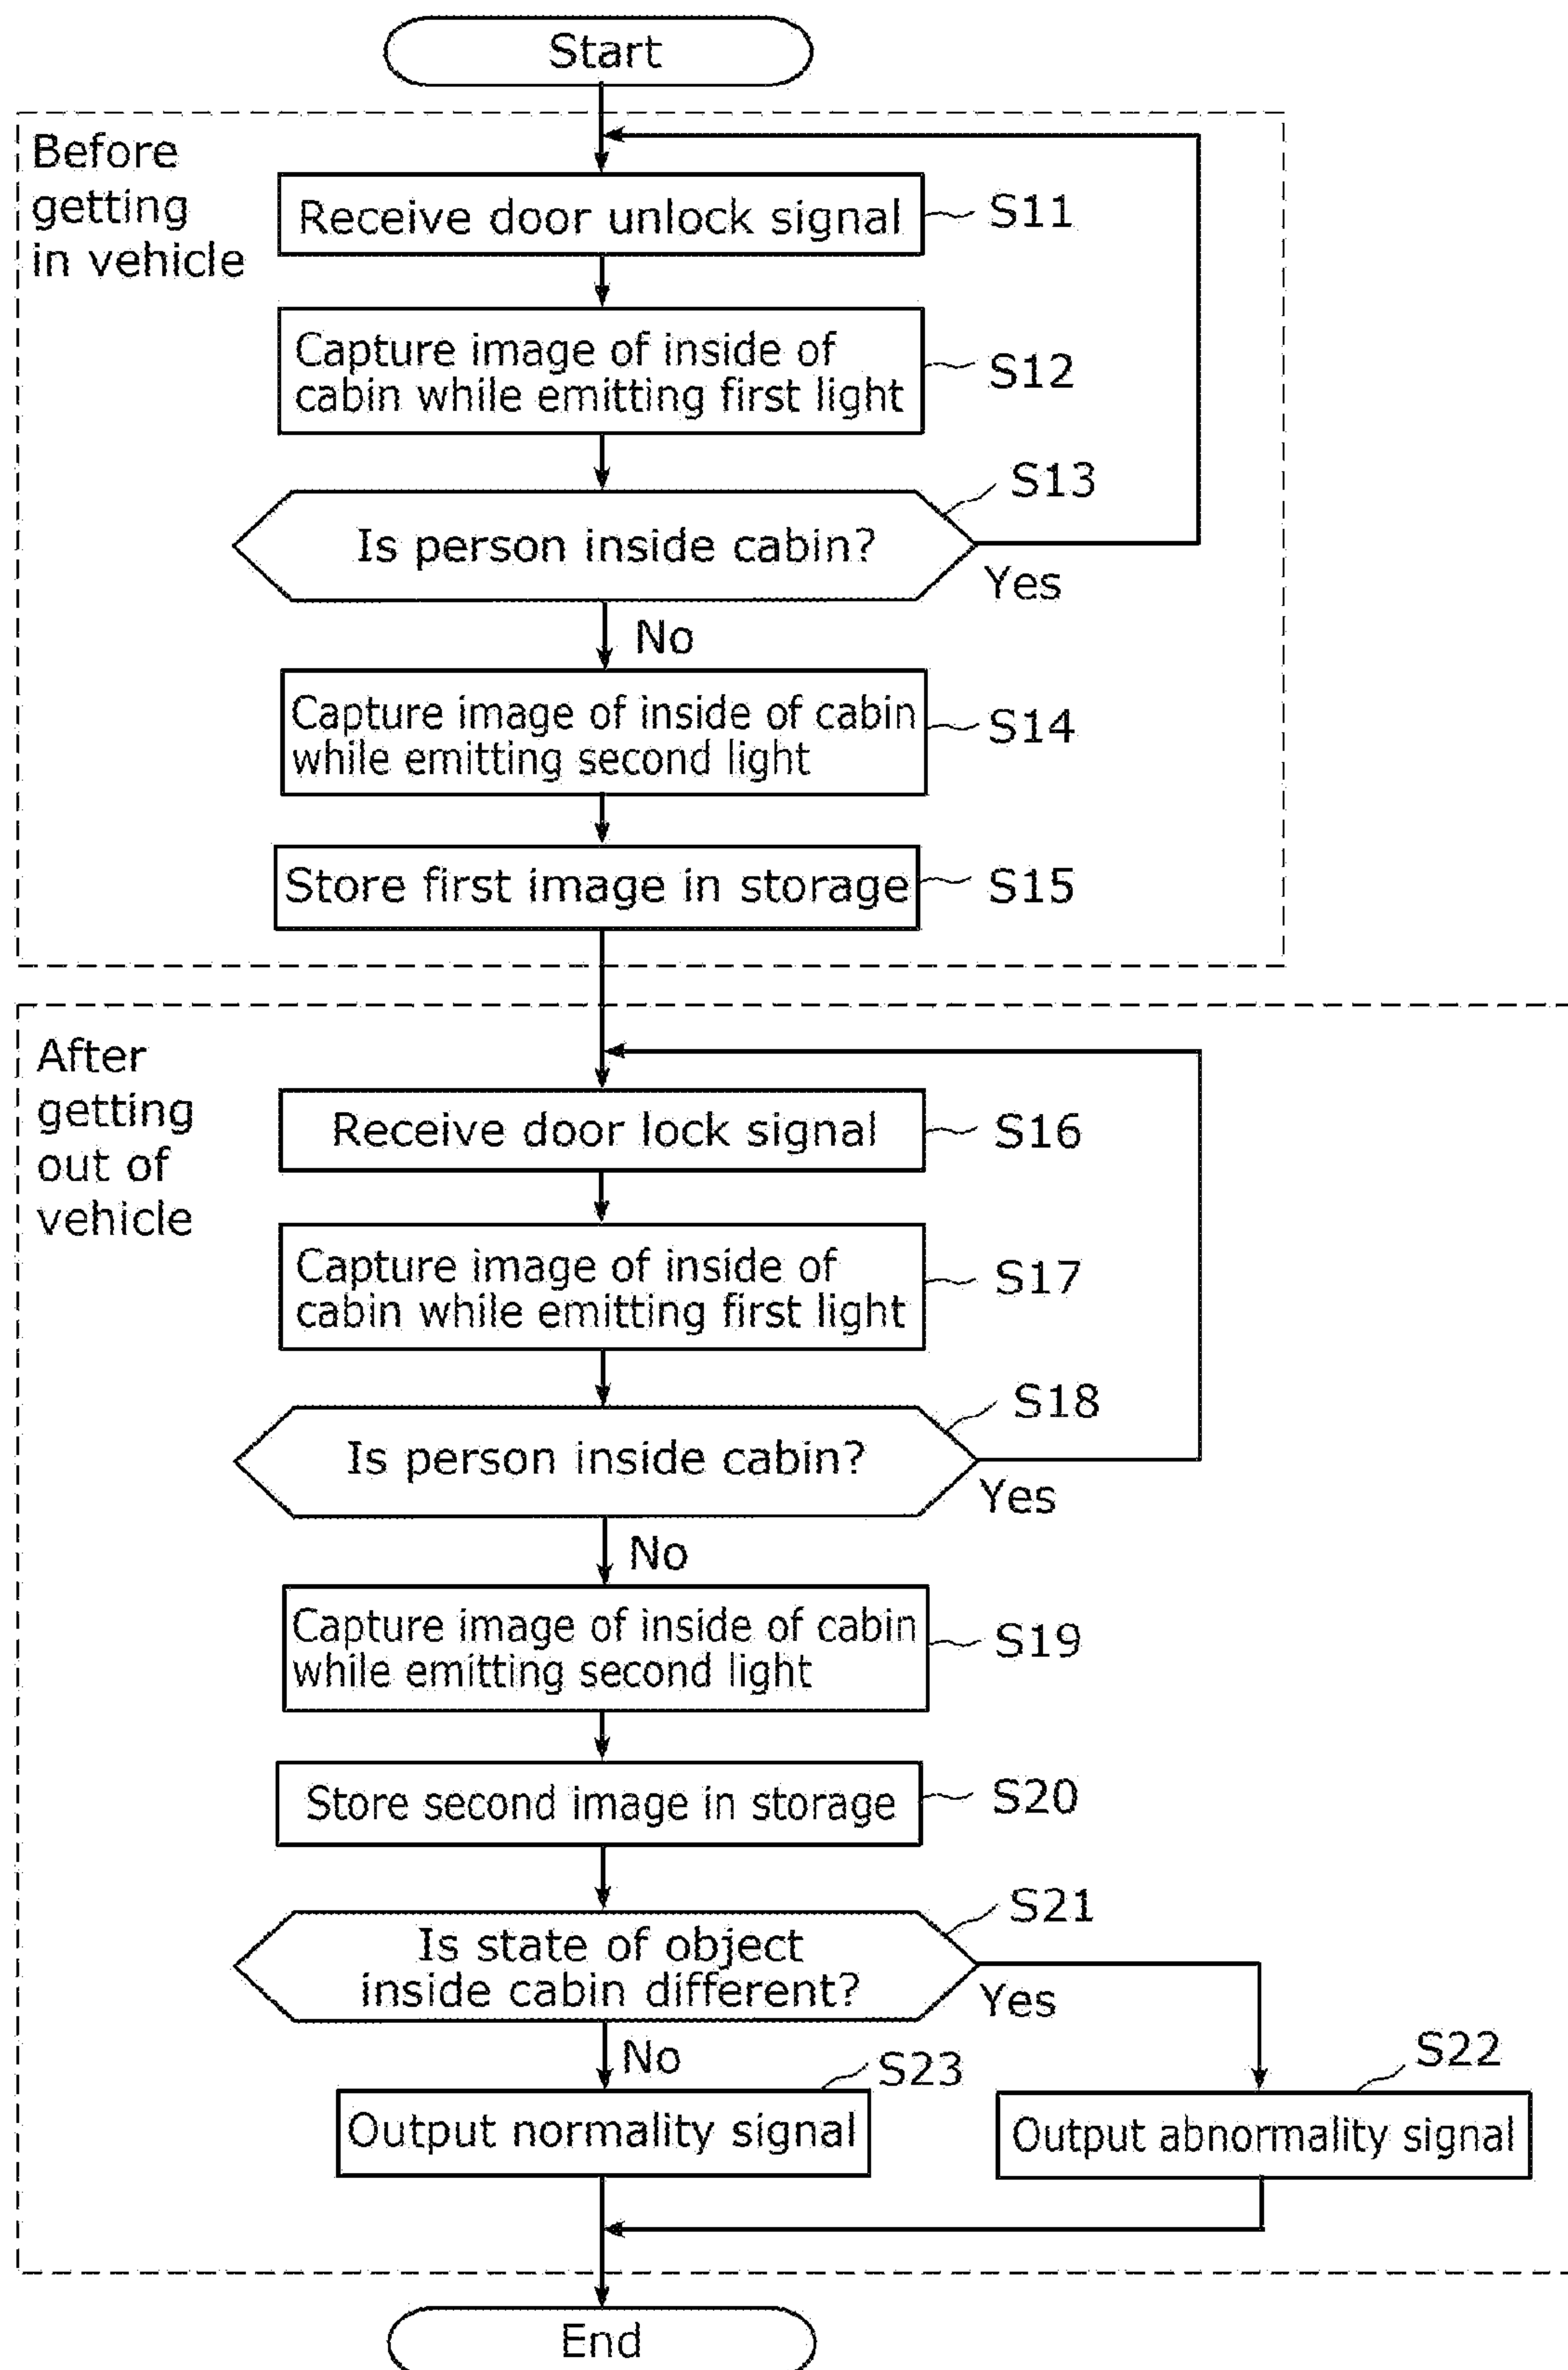 Start
Before
getting
in vehicle
Receive door unlock signal
S11
Capture image of inside of
cabin while emitting first light
S12
S13
Is person inside cabin?
Yes
No
Capture image of inside of cabin
while emitting second light
S14
Store first image in storage
S15
After
getting
out of
vehicle
Receive door lock signal
S16
Capture image of inside of
cabin while emitting first light
S17
S18
Is person inside cabin?
Yes
No
Capture image of inside of cabin
while emitting second light
S19
Store second image in storage
S20
S21
Is state of object
inside cabin different?
Yes
No
S23
S22
Output normality signal
Output abnormality signal
End